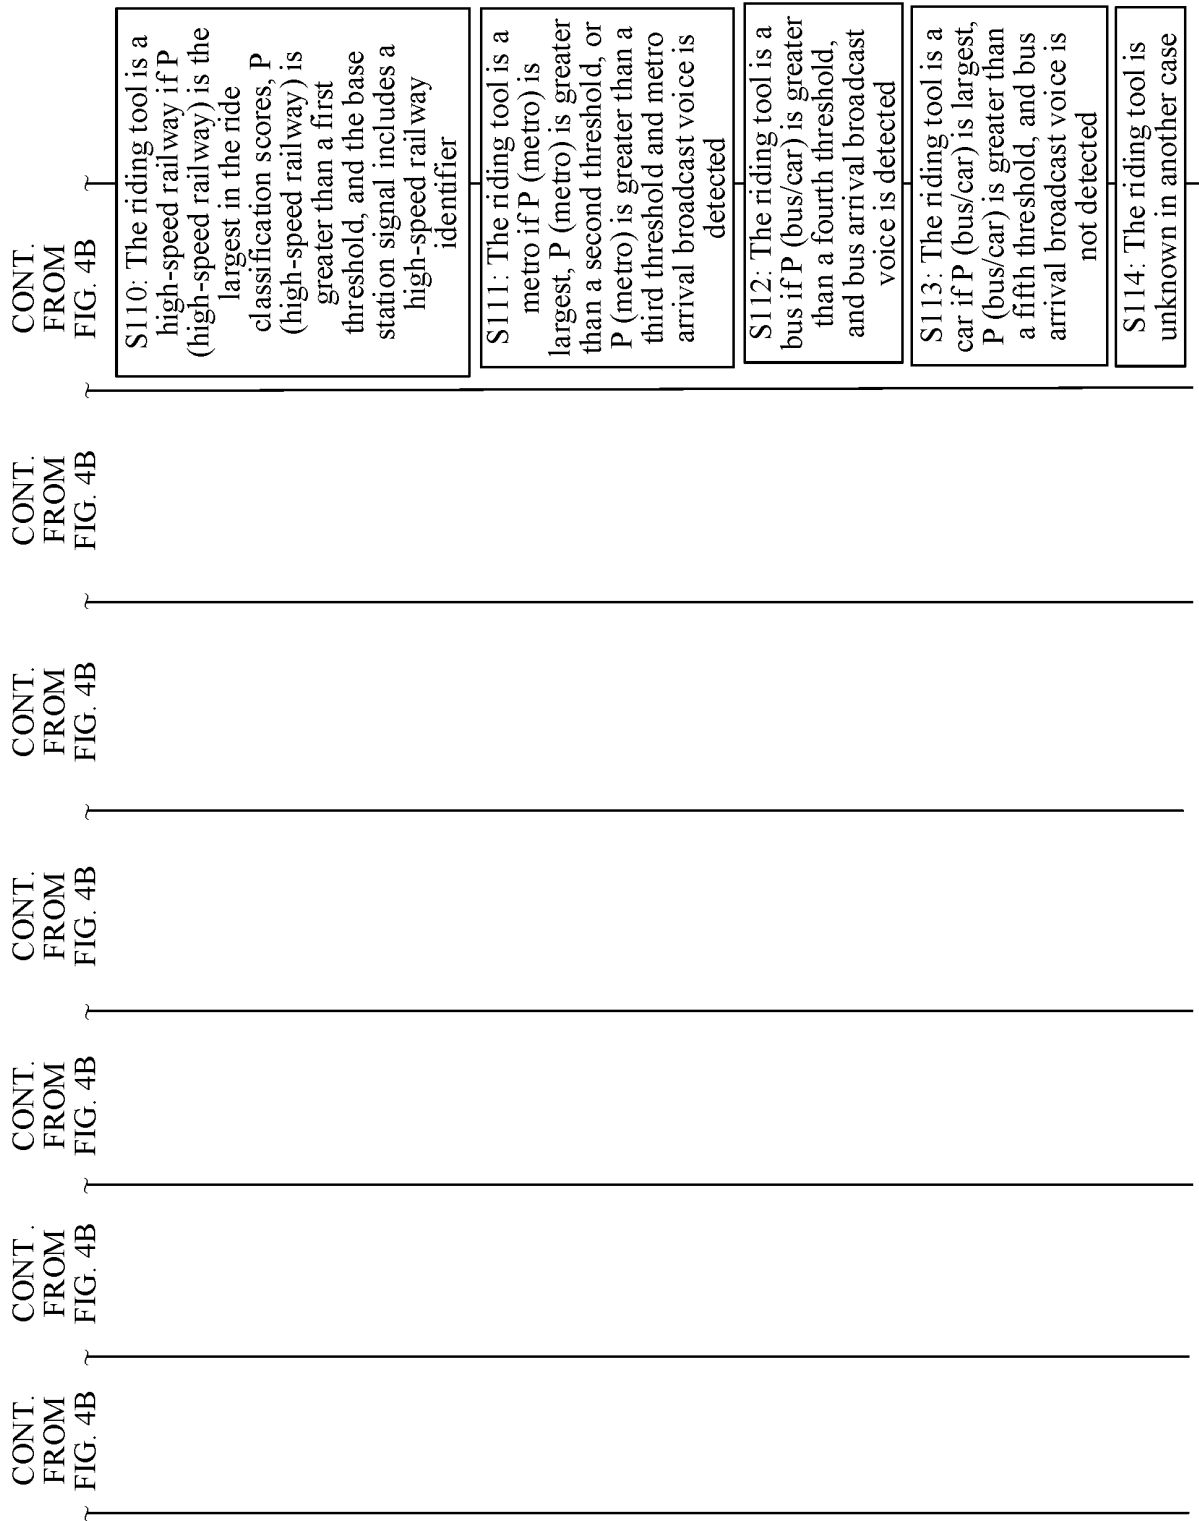 CONT.
FROM
FIG. 4B
CONT .
FROM
FIG. 4B
CONT.
FROM
FIG. 4B
CONT.
FROM
FIG. 4B
CONT.
FROM
FIG. 4B
CONT.
FROM
FIG. 4B
CONT.
FROM
FIG. 4B
S110: The riding tool is a
high-speed railway if P
(high-speed railway) is the
largest in the ride
classification scores, P
(high-speed railway) is
greater than a first
threshold, and the base
station signal includes a
high-speed railway
identifier
S111: The riding tool is a
metro if P (metro) is
largest, P (metro) is greater
than a second threshold, or
P (metro) is greater than a
third threshold and metro
arrival broadcast voice is
detected
S112: The riding tool is a
bus if P (bus/car) is greater
than a fourth threshold,
and bus arrival broadcast
voice is detected
S113: The riding tool is a
car if P (bus/car) is largest,
P (bus/car) is greater than
a fifth threshold, and bus
arrival broadcast voice is
not detected
S114: The riding tool is
unknown in another case